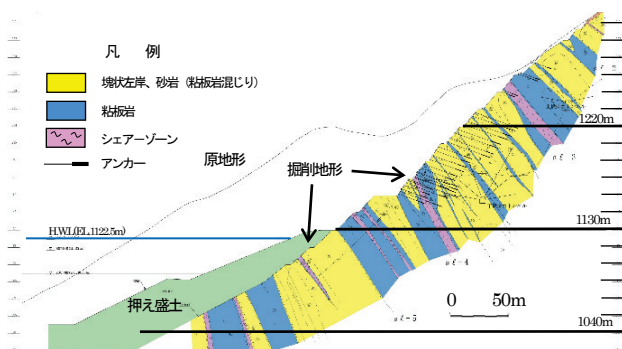 凡 例
塊状左岸、砂岩（粘板岩混じり）
粘板岩
シェアーゾーン
アンカー
原地形
掘削地形
1220m
H.W.L(EL.1122.5m)
1130m
押え盛土
0 50m
1040m